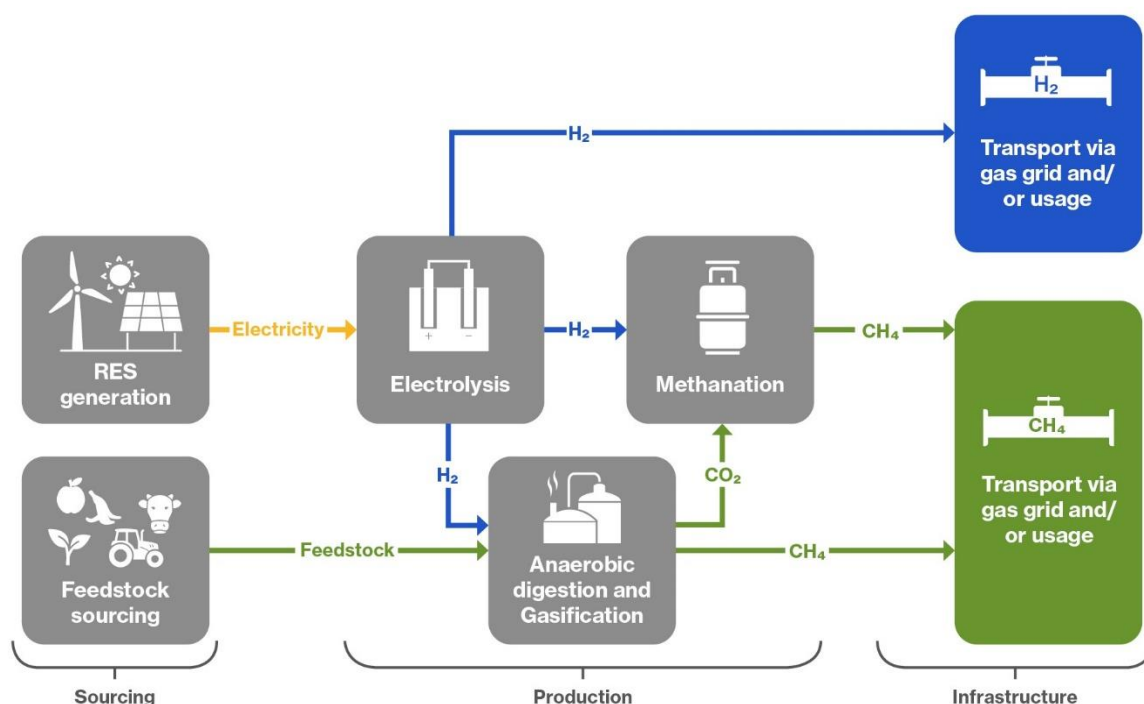 H₂
Transport via
gas grid and/
or usage
H₂
RES
generation
Electricity
+ −
Electrolysis
H₂
Methanation
CH₄
CH₄
Transport via
gas grid and/
or usage
H₂
CO₂
Feedstock
sourcing
Feedstock
Anaerobic
digestion and
Gasification
CH₄
Sourcing
Production
Infrastructure